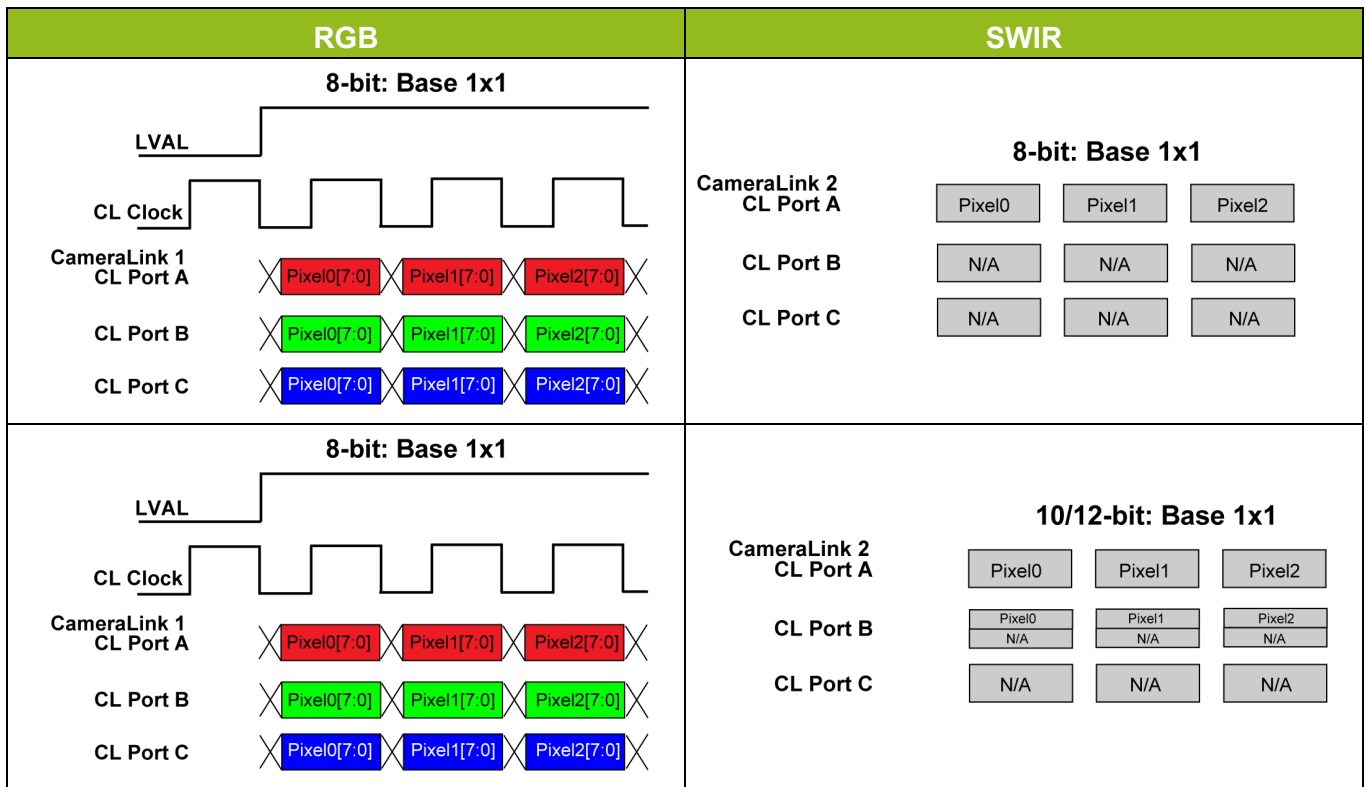 RGB
SWIR
8-bit: Base 1x1
LVAL
CL Clock
CameraLink 1
CL Port A
Pixel0[7:0] Pixel1[7:0] Pixel2[7:0]
CL Port B
Pixel0[7:0] Pixel1[7:0] Pixel2[7:0]
CL Port C
Pixel0[7:0] Pixel1[7:0] Pixel2[7:0]
8-bit: Base 1x1
CameraLink 2
CL Port A
Pixel0 Pixel1 Pixel2
CL Port B
N/A N/A N/A
CL Port C
N/A N/A N/A
8-bit: Base 1x1
LVAL
CL Clock
CameraLink 1
CL Port A
Pixel0[7:0] Pixel1[7:0] Pixel2[7:0]
CL Port B
Pixel0[7:0] Pixel1[7:0] Pixel2[7:0]
CL Port C
Pixel0[7:0] Pixel1[7:0] Pixel2[7:0]
10/12-bit: Base 1x1
CameraLink 2
CL Port A
Pixel0 Pixel1 Pixel2
CL Port B
Pixel0 Pixel1 Pixel2
N/A N/A N/A
CL Port C
N/A N/A N/A